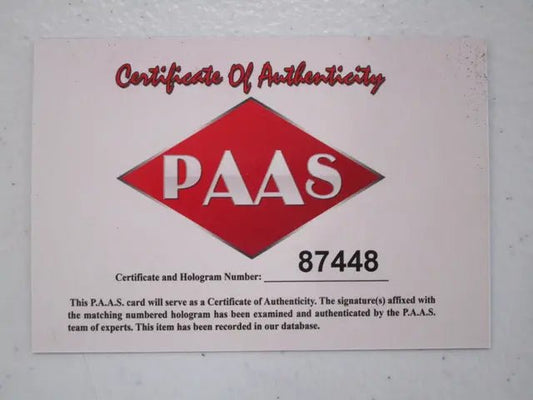 Certificate Of Authenticity
PAAS
87448
Certificate and Hologram Number:
This P.A.A.S. card will serve as a Certificate of Authenticity. The signature(s) affixed with
the matching numbered hologram has been examined and authenticated by the P.A.A.S.
team of experts. This item has been recorded in our database.